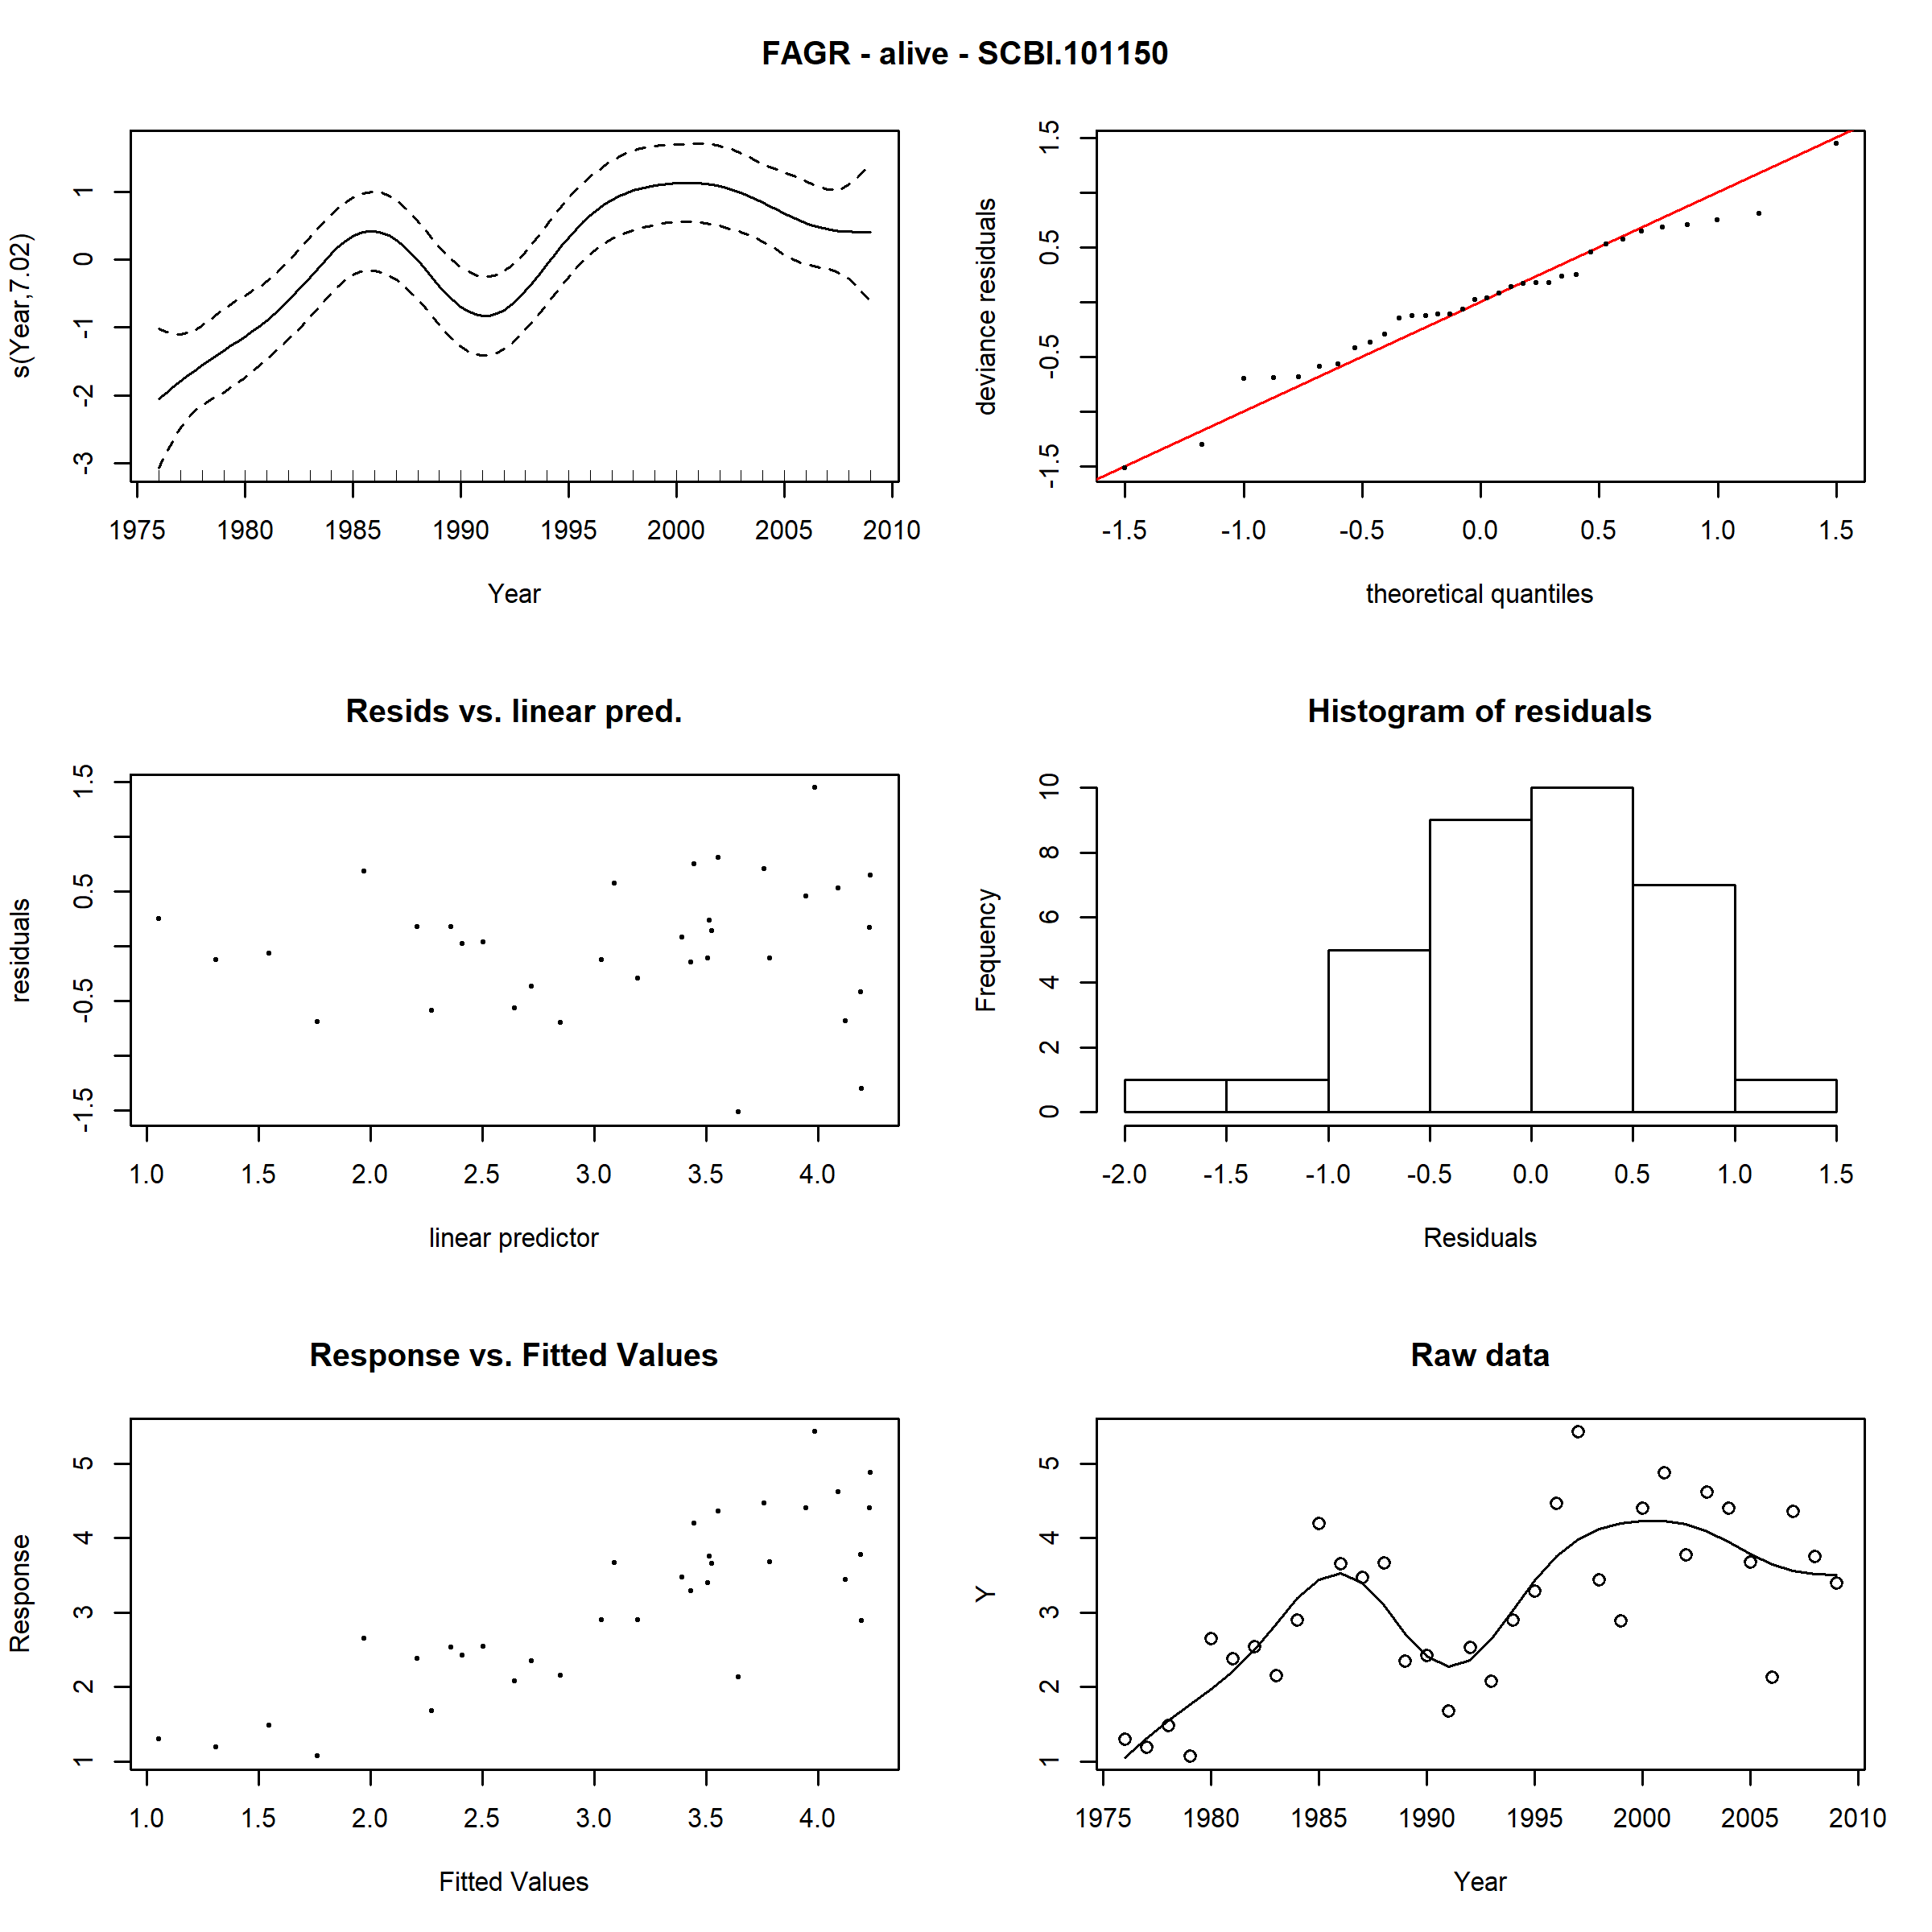 FAGR - alive - SCBI.101150
s(Year,7.02)
1
0
-1
-2
-3
1975 1980 1985 1990 1995 2000 2005 2010
Year
deviance residuals
1.5
0.5
-0.5
-1.5
-1.5 -1.0 -0.5 0.0 0.5 1.0 1.5
theoretical quantiles
Resids vs. linear pred.
residuals
1.5
0.5
-0.5
-1.5
1.0 1.5 2.0 2.5 3.0 3.5 4.0
linear predictor
Histogram of residuals
Frequency
10
8
6
4
2
0
-2.0 -1.5 -1.0 -0.5 0.0 0.5 1.0 1.5
Residuals
Response vs. Fitted Values
Response
5
4
3
2
1
1.0 1.5 2.0 2.5 3.0 3.5 4.0
Fitted Values
Raw data
Y
5
4
3
2
1
1975 1980 1985 1990 1995 2000 2005 2010
Year